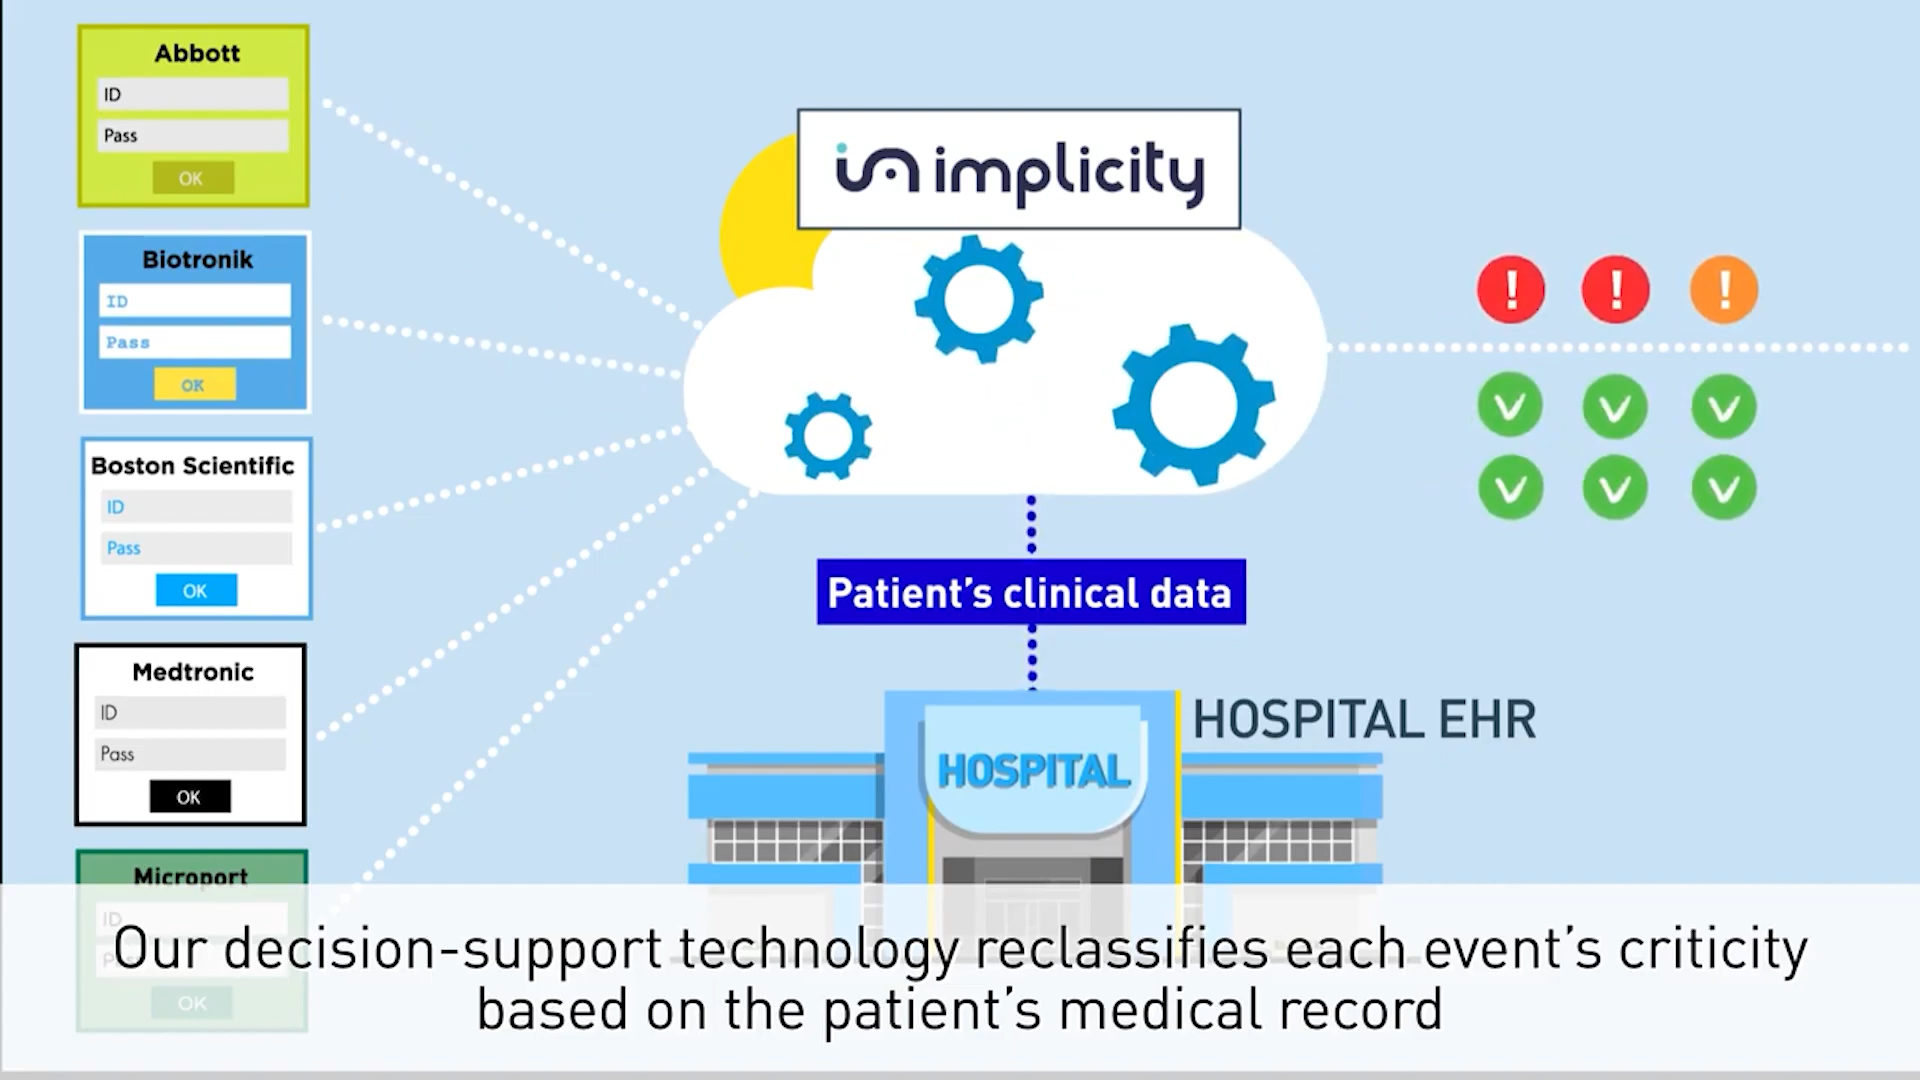 Abbott
ID
Pass
OK
Biotronik
ID
Pass
OK
Boston Scientific
ID
Pass
OK
Medtronic
ID
Pass
OK
Microport
ID
Pass
OK
implicity
! ! !
Patient's clinical data
HOSPITAL EHR
HOSPITAL
Our decision-support technology reclassifies each event's criticity
based on the patient's medical record